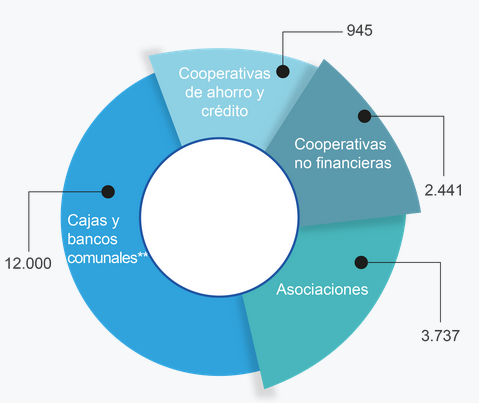 945
Cooperativas
de ahorro y
crédito
Cooperativas
no financieras
2.441
Cajas y
bancos
comunales**
12.000
Asociaciones
3.737